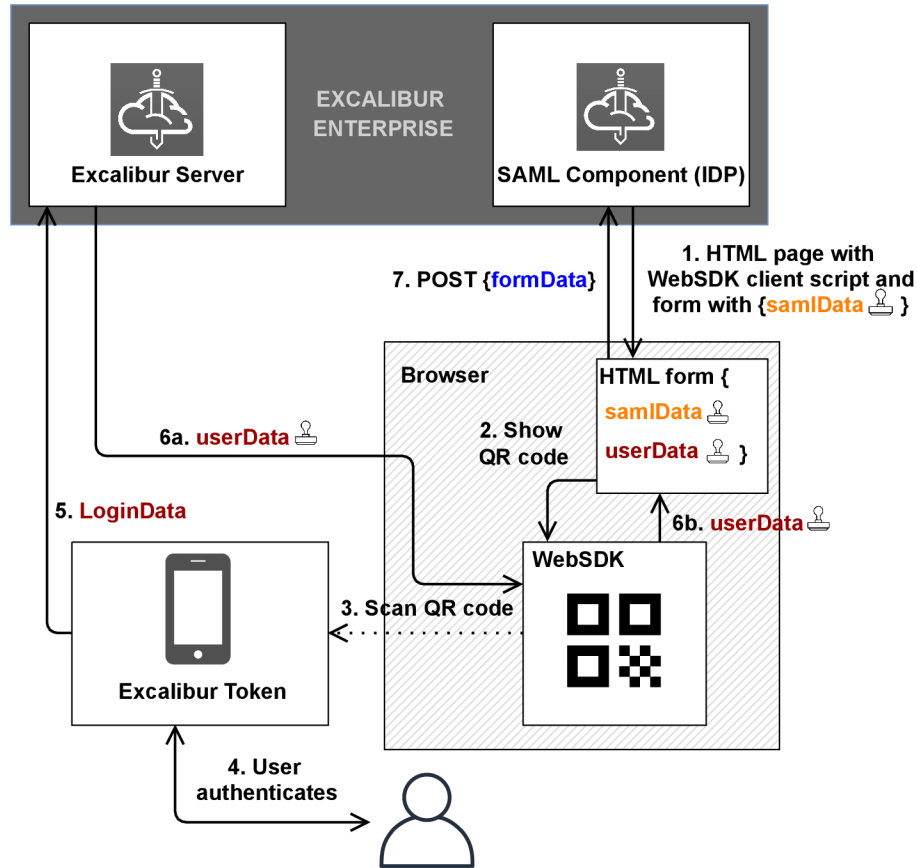 EXCALIBUR
ENTERPRISE
Excalibur Server
SAML Component (IDP)
1. HTML page with
WebSDK client script and
form with {samlData }
7. POST {formData}
Browser
HTML form {
samlData
userData }
2. Show
QR code
6a. userData
6b. userData
5. LoginData
WebSDK
3. Scan QR code
Excalibur Token
4. User
authenticates